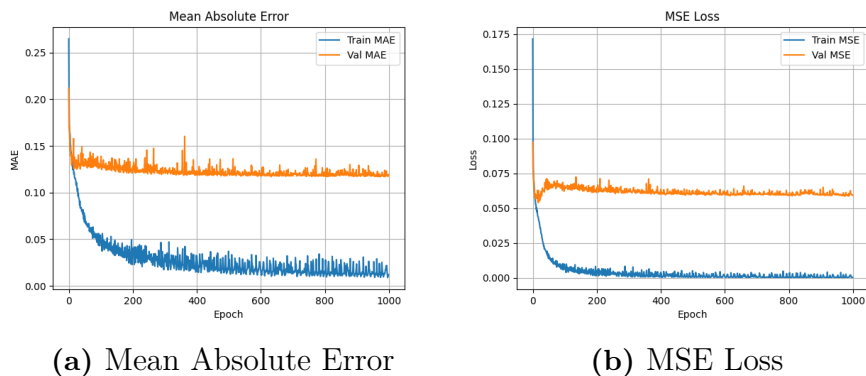 Mean Absolute Error
Train MAE
Val MAE
MAE
0.25
0.20
0.15
0.10
0.05
0.00
0 200 400 600 800 1000
Epoch
(a) Mean Absolute Error
MSE Loss
Train MSE
Val MSE
Loss
0.175
0.150
0.125
0.100
0.075
0.050
0.025
0.000
0 200 400 600 800 1000
Epoch
(b) MSE Loss